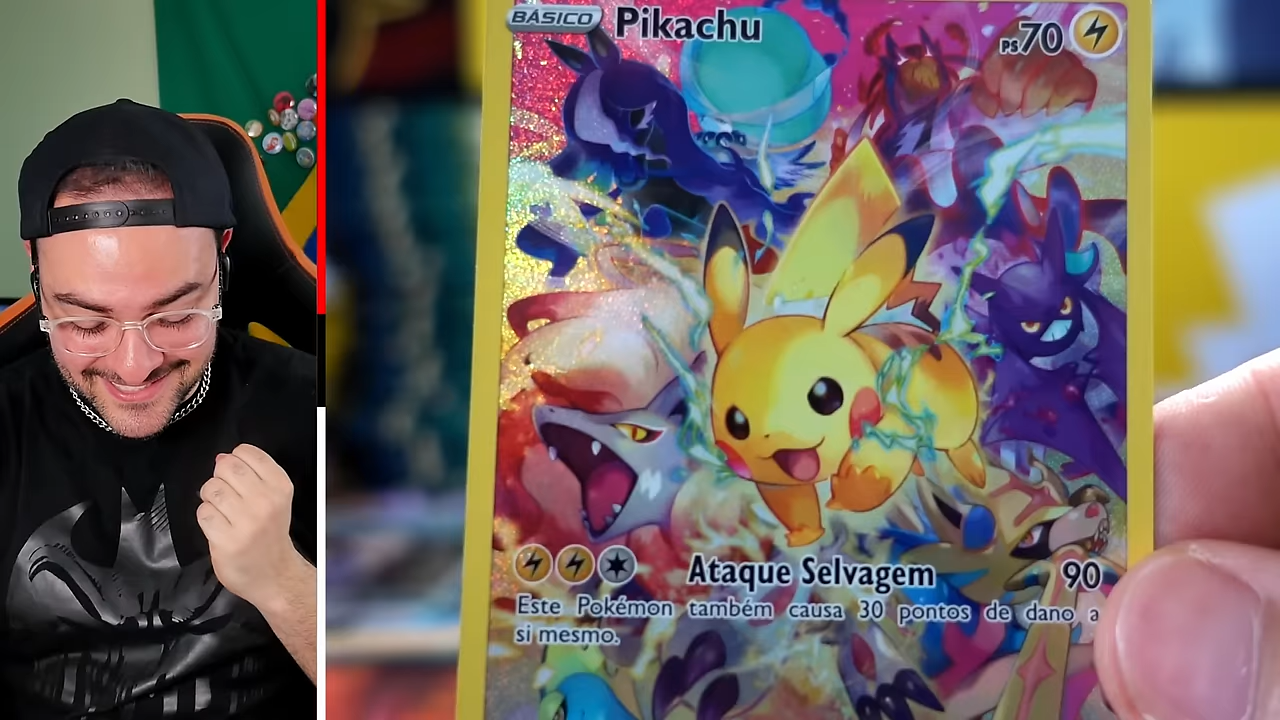 BÁSICO Pikachu PS70
Ataque Selvagem 90
Este Pokémon também causa 30 pontos de dano a
si mesmo.